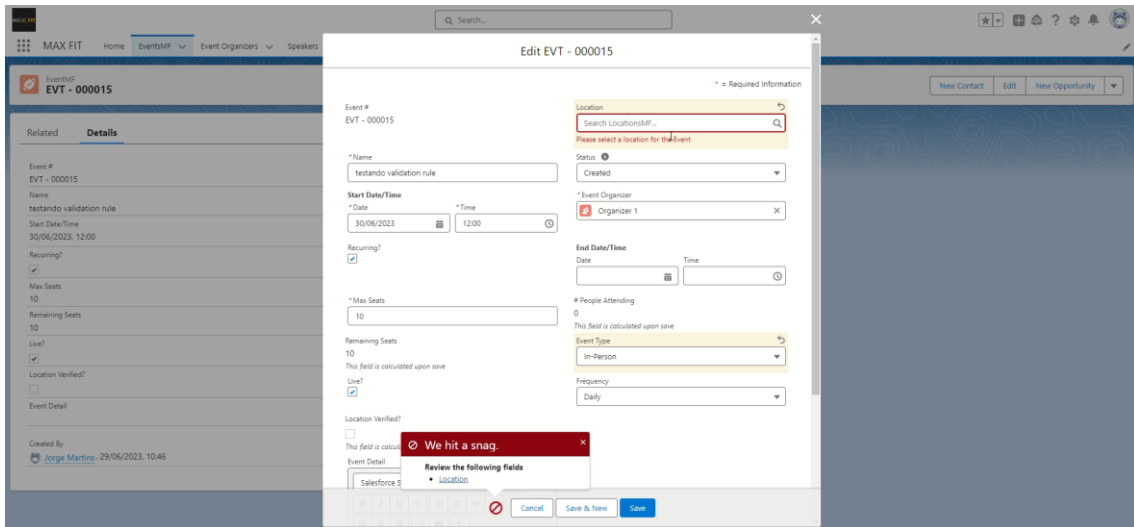 MAX FIT
Search...
MAX FIT
Home
EventsMF
Event Organizers
Speakers
EventMF
EVT - 000015
New Contact
Edit
New Opportunity
Related
Details
Event #
EVT - 000015
Name
testando validation rule
Start Date/Time
30/06/2023, 12:00
Recurring?
Max Seats
10
Remaining Seats
10
Live?
Location Verified?
Event Detail
Created By
Jorge Martins, 29/06/2023, 10:46
Edit EVT - 000015
* = Required Information
Event #
EVT - 000015
Location
Search LocationsMF...
Please select a location for the Event
* Name
testando validation rule
Status
Created
Start Date/Time
* Date
* Time
30/06/2023
12:00
* Event Organizer
Organizer 1
Recurring?
End Date/Time
Date
Time
* Max Seats
10
# People Attending
0
This field is calculated upon save
Remaining Seats
10
This field is calculated upon save
Event Type
In-Person
Live?
Frequency
Daily
Location Verified?
This field is
Event Detail
Salesforce S
We hit a snag.
Review the following fields
• Location
Cancel
Save & New
Save